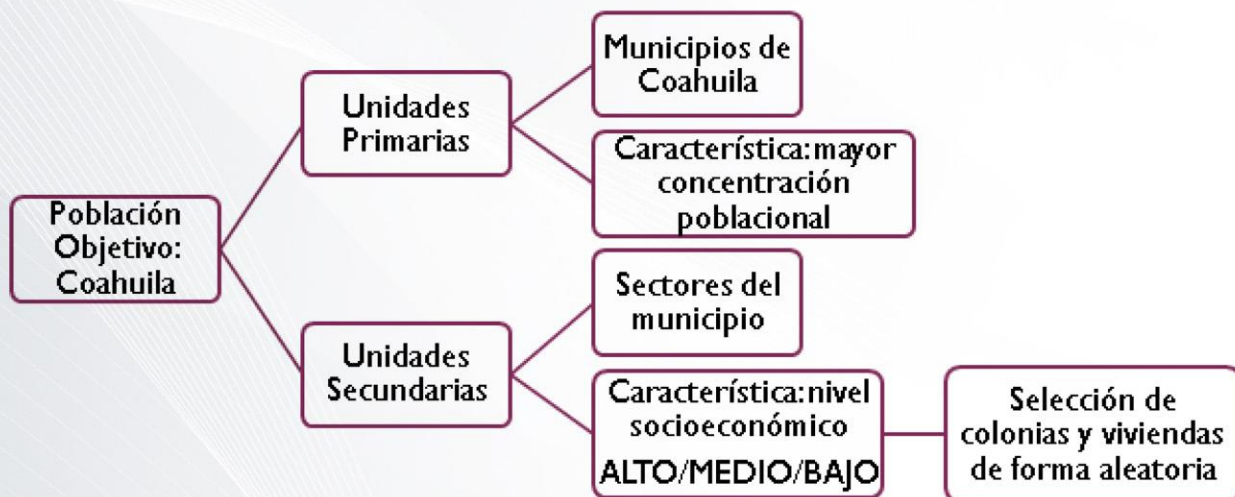 Población
Objetivo:
Coahuila
Unidades
Primarias
Municipios de
Coahuila
Característica:mayor
concentración
poblacional
Unidades
Secundarias
Sectores del
municipio
Característica:nivel
socioeconómico
ALTO/MEDIO/BAJO
Selección de
colonias y viviendas
de forma aleatoria